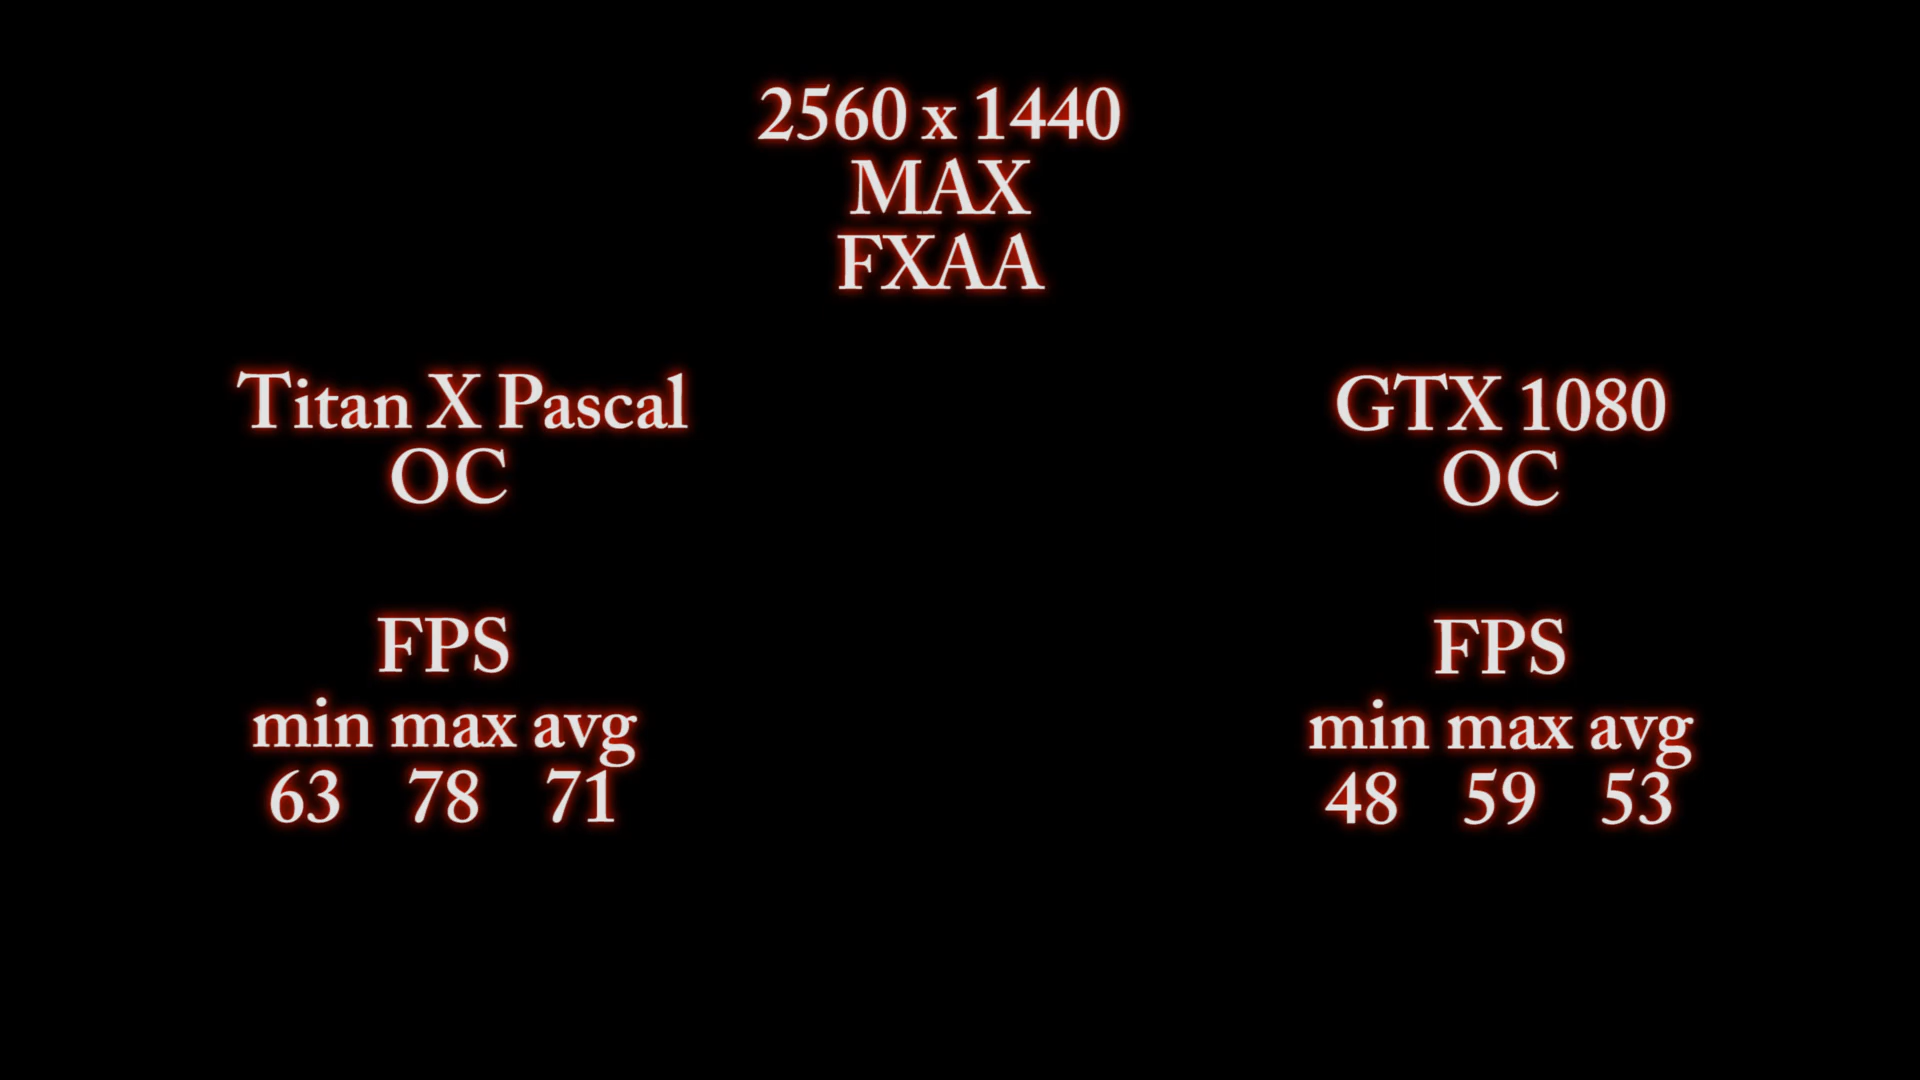 2560 x 1440
MAX
FXAA
Titan X Pascal
OC
FPS
min max avg
63 78 71
GTX 1080
OC
FPS
min max avg
48 59 53